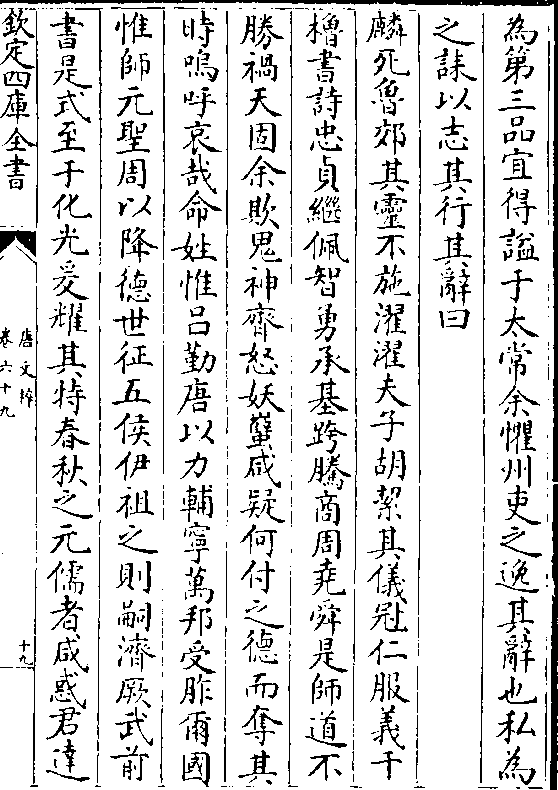 為第三品宜得謚于太常余懼州吏之逸其辭也私為
之誄以志其行其辭曰
麟死魯郊其靈不施濯濯夫子胡絜其儀冠仁服義干
櫓書詩忠貞繼佩智勇承基跨騰商周堯舜是師道不
勝禍天固余欺鬼神齊怒妖孽咸疑何付之德而奪其
時嗚呼哀哉命姓惟吕勤唐以力輔寧萬邦受胙爾國
惟師元聖周以降德世征五侯伊祖之則嗣濟厥武前
書是式至于化光爰耀其特春秋之元儒者咸惑君達
欽定四庫全書
唐文粹
卷六十九
十九